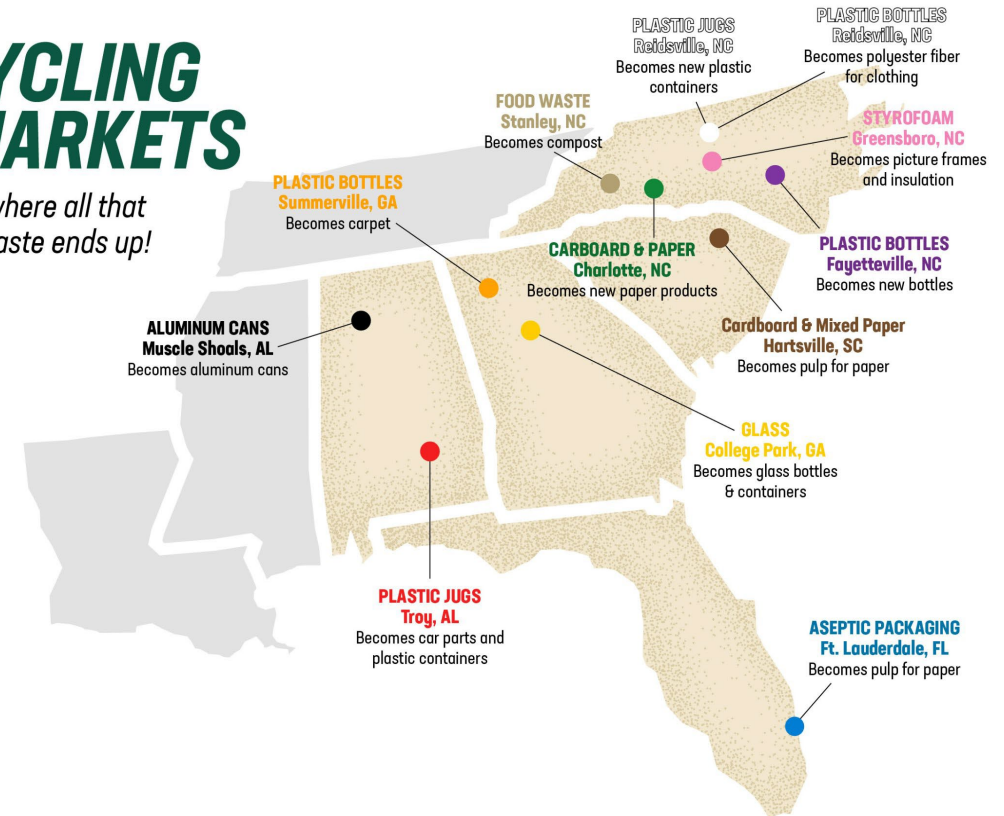 YCLING
ARKETS
where all that
aste ends up!
PLASTIC JUGS
Reidsville, NC
Becomes new plastic
containers
PLASTIC BOTTLES
Reidsville, NC
Becomes polyester fiber
for clothing
FOOD WASTE
Stanley, NC
Becomes compost
STYROFOAM
Greensboro, NC
Becomes picture frames
and insulation
PLASTIC BOTTLES
Summerville, GA
Becomes carpet
CARBOARD & PAPER
Charlotte, NC
Becomes new paper products
PLASTIC BOTTLES
Fayetteville, NC
Becomes new bottles
ALUMINUM CANS
Muscle Shoals, AL
Becomes aluminum cans
Cardboard & Mixed Paper
Hartsville, SC
Becomes pulp for paper
GLASS
College Park, GA
Becomes glass bottles
& containers
PLASTIC JUGS
Troy, AL
Becomes car parts and
plastic containers
ASEPTIC PACKAGING
Ft. Lauderdale, FL
Becomes pulp for paper